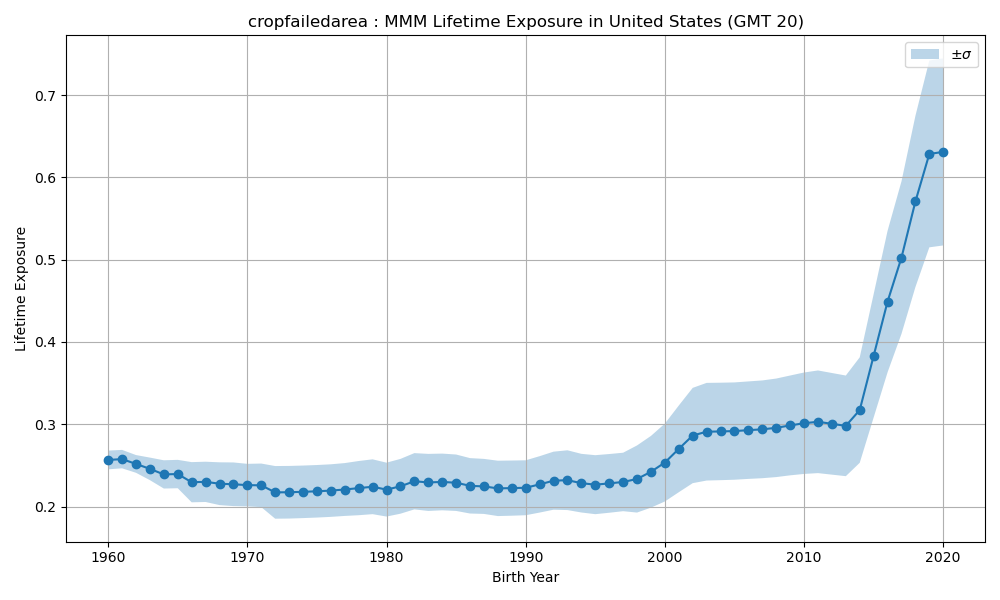 cropfailedarea : MMM Lifetime Exposure in United States (GMT 20)
±σ
Lifetime Exposure
0.7
0.6
0.5
0.4
0.3
0.2
1960 1970 1980 1990 2000 2010 2020
Birth Year